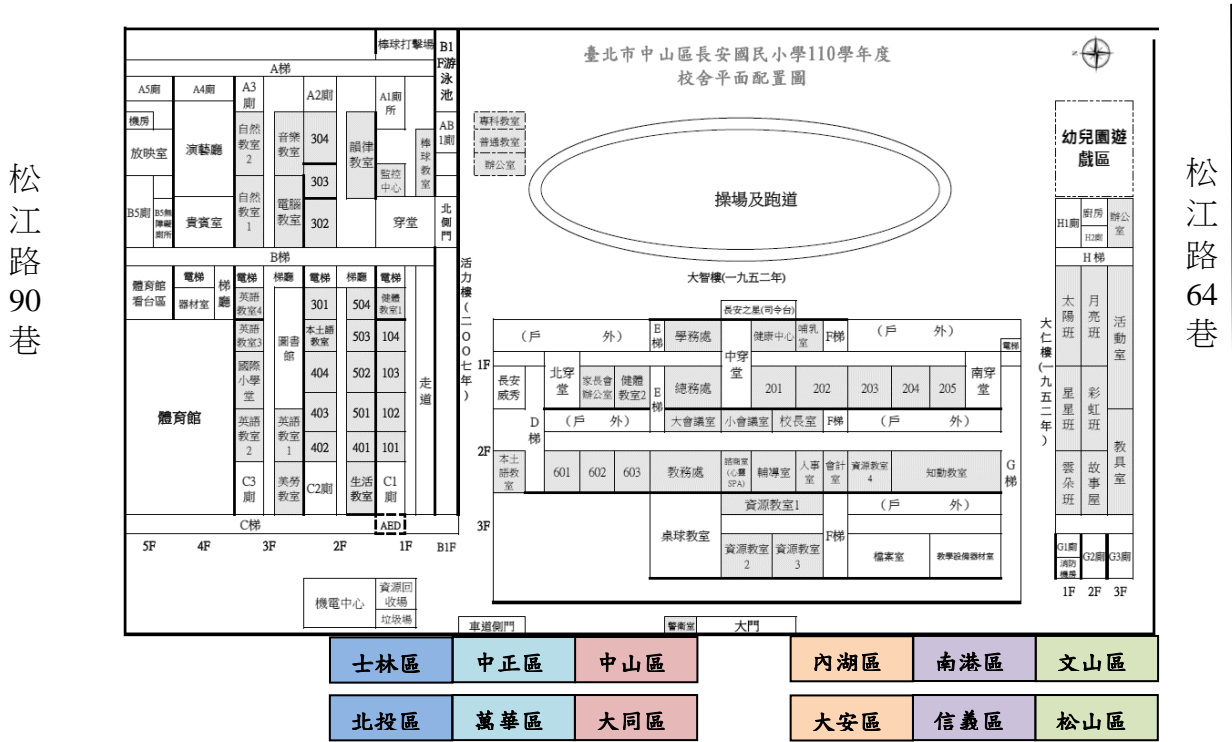 臺北市中山區長安國民小學110學年度
校舍平面配置圖
松江路90巷
松江路64巷
棒球打擊場
B1F游泳池
A梯
A5廁
A4廁
A3廁
A2廁
A1廁所
機房
放映室
演藝廳
自然教室2
音樂教室
304
韻律教室
棒球教室
AB1廁
303
監控中心
B5廁
B5無障礙廁所
貴賓室
自然教室1
電腦教室
302
穿堂
北側門
B梯
體育館看台區
電梯
器材室
梯廳
電梯
梯廳
電梯
梯廳
電梯
英語教室4
301
504
健體教室1
英語教室3
圖書館
本土語教室
503
104
國際小學堂
404
502
103
走道
體育館
英語教室2
英語教室1
403
501
102
402
401
101
C3廁
美勞教室
C2廁
生活教室
C1廁
C梯
AED
5F
4F
3F
2F
1F
B1F
機電中心
資源回收場
垃圾場
活力樓(二00七年)
專科教室
普通教室
辦公室
操場及跑道
大智樓(一九五二年)
長安之星(司令台)
1F
(戶 外)
E梯
學務處
中穿堂
健康中心
哺乳室
F梯
(戶 外)
電梯
長安威秀
北穿堂
家長會辦公室
健體教室2
E梯
總務處
201
202
203
204
205
南穿堂
2F
D梯
(戶 外)
大會議室
小會議室
校長室
F梯
(戶 外)
本土語教室
601
602
603
教務處
諮商室(心靈SPA)
輔導室
人事室
會計室
資源教室4
知動教室
G梯
3F
桌球教室
資源教室1
F梯
(戶 外)
資源教室2
資源教室3
檔案室
教學設備器材室
幼兒園遊戲區
H1廁
廚房
H2廁
辦公室
H梯
大仁樓(一九五二年)
太陽班
月亮班
活動室
星星班
彩虹班
教具室
雲朵班
故事屋
G1廁
消防機房
G2廁
G3廁
1F
2F
3F
車道側門
警衛室
大門
士林區
中正區
中山區
內湖區
南港區
文山區
北投區
萬華區
大同區
大安區
信義區
松山區